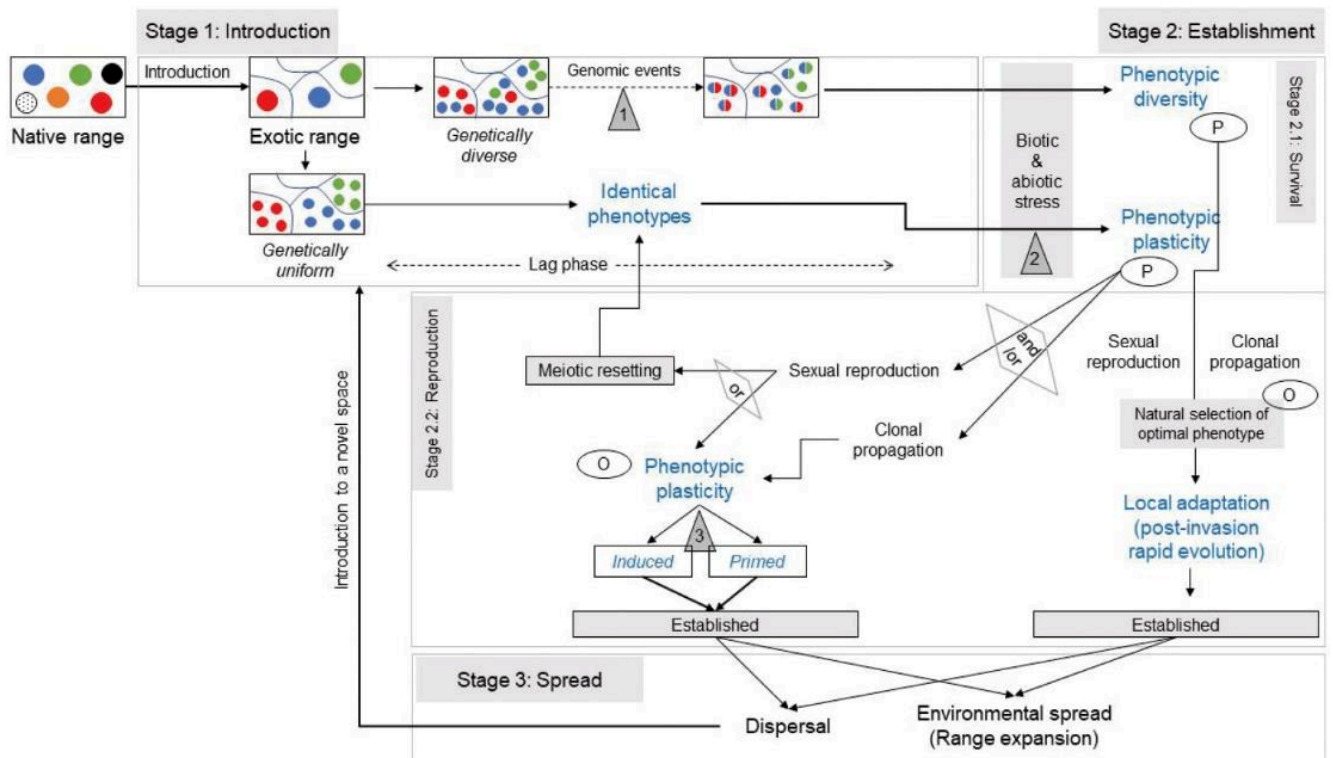 Stage 1: Introduction
Stage 2: Establishment
Introduction
Native range
Exotic range
Genetically
diverse
Genomic events
1
Phenotypic
diversity
P
Stage 2.1: Survival
Biotic
&
abiotic
stress
2
Identical
phenotypes
Phenotypic
plasticity
P
Genetically
uniform
Lag phase
Stage 2.2: Reproduction
Meiotic resetting
or
Sexual reproduction
and
/or
Clonal
propagation
Sexual
reproduction
Clonal
propagation
O
Natural selection of
optimal phenotype
O
Phenotypic
plasticity
3
Induced
Primed
Local adaptation
(post-invasion
rapid evolution)
Established
Established
Introduction to a novel space
Stage 3: Spread
Dispersal
Environmental spread
(Range expansion)